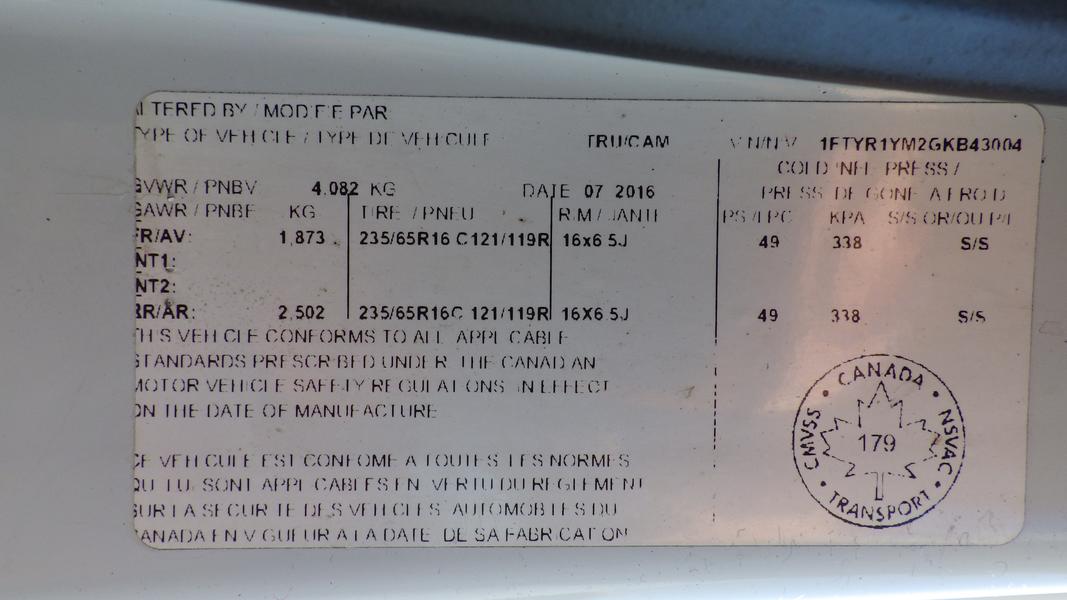 ALTERED BY / MODIFIE PAR
TYPE OF VEHICLE / TYPE DE VEHICULE TRU/CAM VIN/NIV 1FTYR1YM2GKB43004
COLD INFL PRESS /
GVWR / PNBV 4,082 KG DATE 07 2016 PRESS DE GONF A FROID
GAWR / PNBE KG TIRE / PNEU RIM / JANTE PSI/LPC KPA S/S OR/OU P/J
FR/AV: 1,873 235/65R16 C 121/119R 16x6.5J 49 338 S/S
INT1:
INT2:
RR/AR: 2,502 235/65R16C 121/119R 16X6.5J 49 338 S/S
THIS VEHICLE CONFORMS TO ALL APPLICABLE
STANDARDS PRESCRIBED UNDER THE CANADIAN
MOTOR VEHICLE SAFETY REGULATIONS IN EFFECT
ON THE DATE OF MANUFACTURE
CE VEHICULE EST CONFOME A TOUTES LES NORMES
QUI LUI SONT APPLICABLES EN VERTU DU REGLEMENT
SUR LA SECURITE DES VEHICLES AUTOMOBILES DU
CANADA EN VIGUEUR A LA DATE DE SA FABRICATION
CANADA
CMVSS 179 NSVAC
TRANSPORT